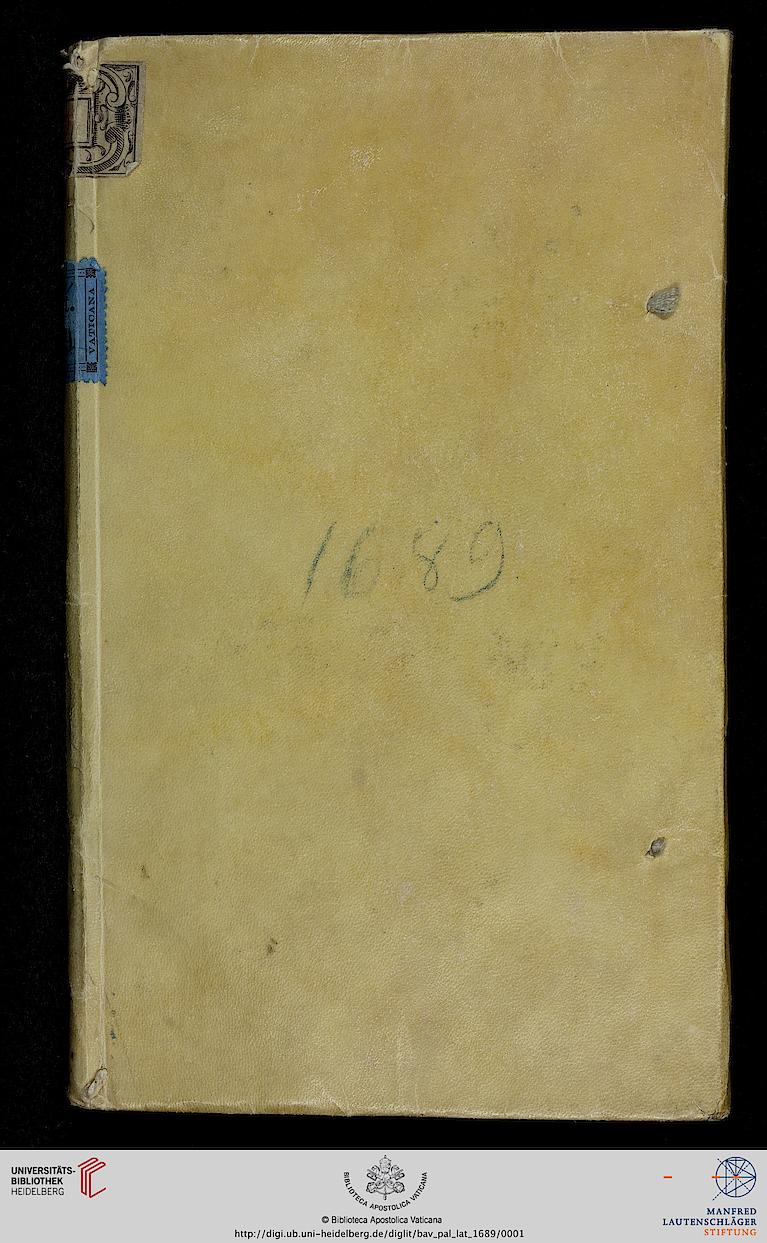 VATICANA
1689
UNIVERSITÄTS-
BIBLIOTHEK
HEIDELBERG
BIBLIOTECA APOSTOLICA VATICANA
© Biblioteca Apostolica Vaticana
http://digi.ub.uni-heidelberg.de/diglit/bav_pal_lat_1689/0001
MANFRED
LAUTENSCHLÄGER
STIFTUNG